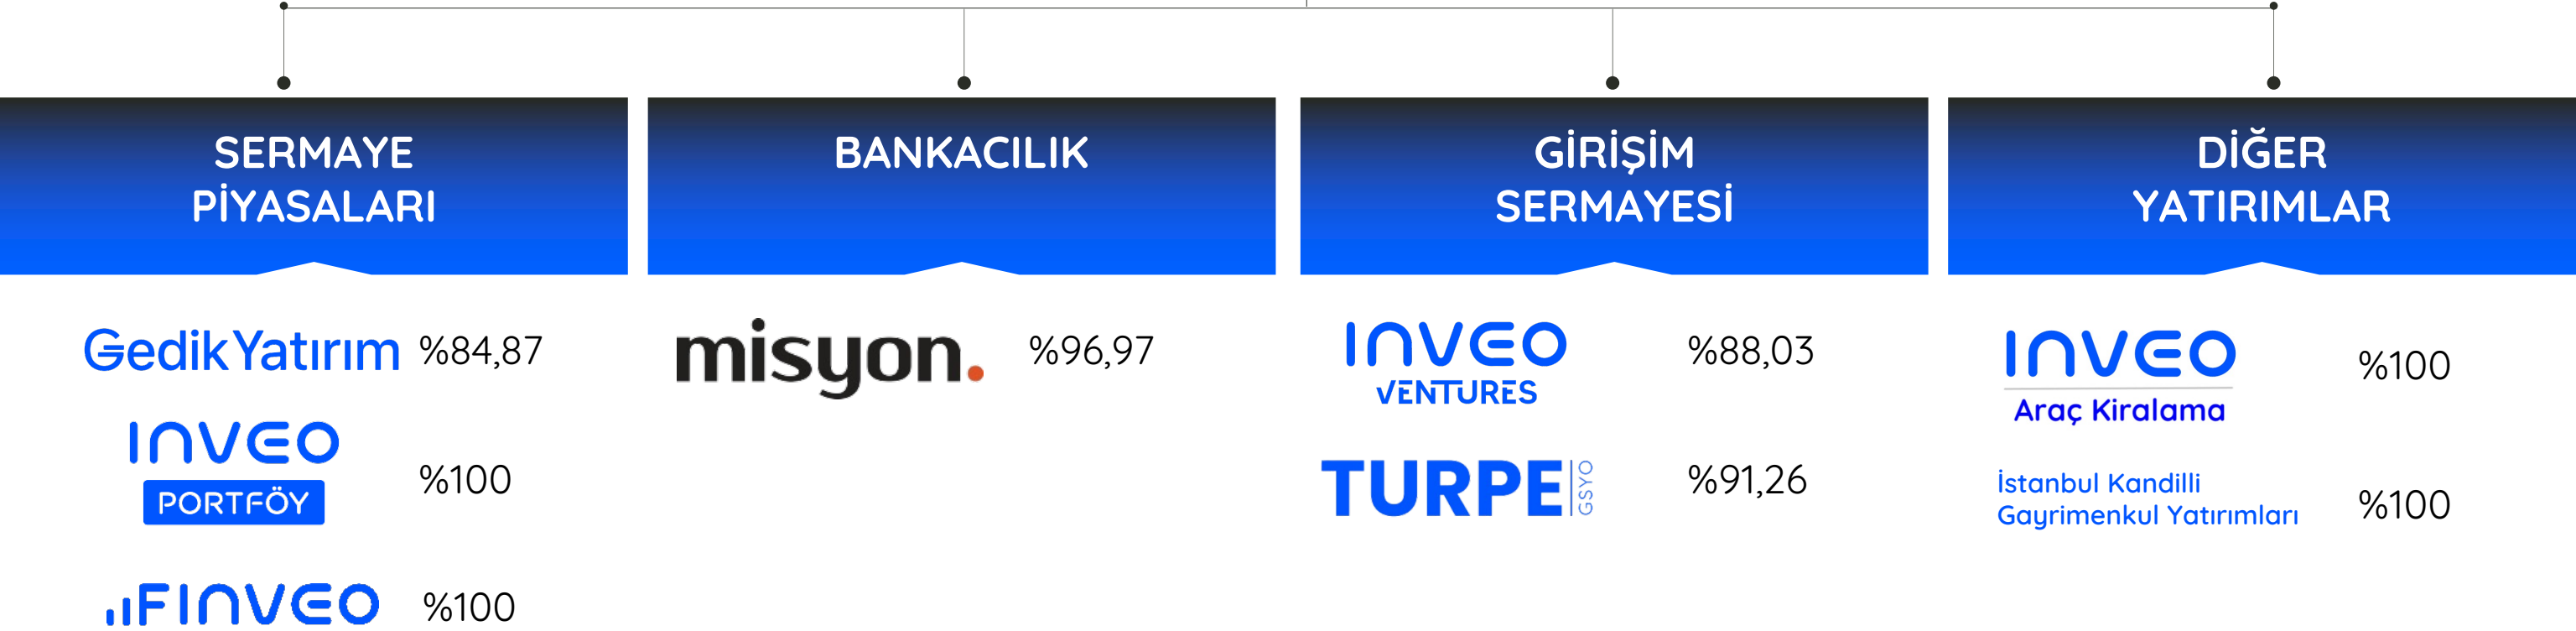 SERMAYE
PİYASALARI
GedikYatırım %84,87
INVEO
PORTFÖY
%100
FINVEO %100
BANKACILIK
misyon. %96,97
GİRİŞİM
SERMAYESİ
INVEO
VENTURES
%88,03
TURPE GSYO %91,26
DİĞER
YATIRIMLAR
INVEO
Araç Kiralama
%100
İstanbul Kandilli
Gayrimenkul Yatırımları
%100